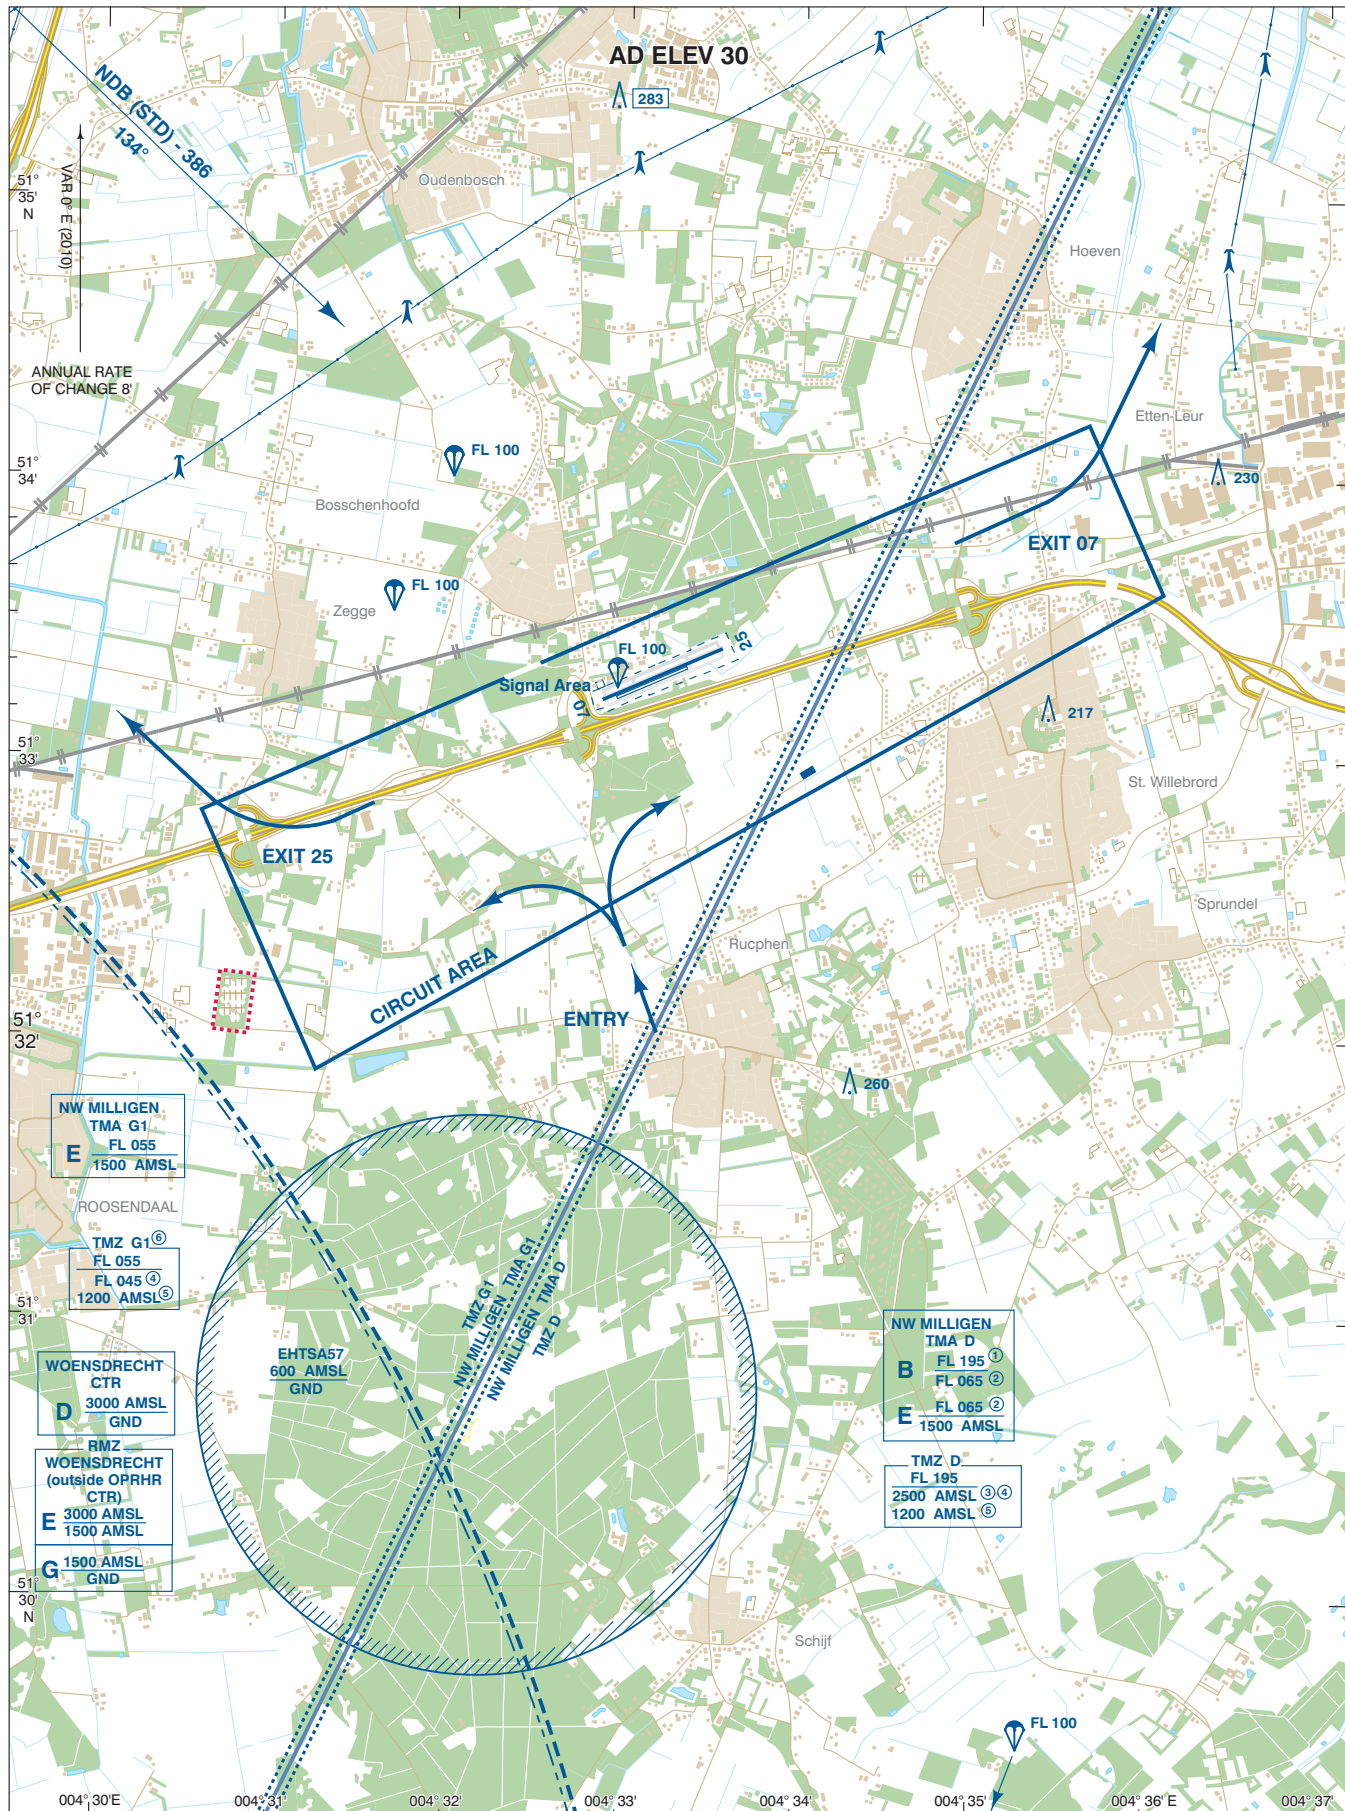 AD ELEV 30
283
NDB (STD) - 386
134°
51°
35'
N
VAR.0° E (2010)
Oudenbosch
Hoeven
ANNUAL RATE
OF CHANGE 8'
Etten-Leur
FL 100
51°
34'
230
Bosschenhoofd
EXIT 07
FL 100
Zegge
25
FL 100
Signal Area
07
217
51°
33'
St. Willebrord
EXIT 25
Sprundel
Rucphen
CIRCUIT AREA
ENTRY
51°
32'
260
NW MILLIGEN
TMA G1
E FL 055
1500 AMSL
ROOSENDAAL
TMZ G1 ⑥
FL 055
FL 045 ④
1200 AMSL ⑤
51°
31'
TMZ G1
NW MILLIGEN TMA G1
NW MILLIGEN TMA D
TMZ D
NW MILLIGEN
TMA D
B FL 195 ①
FL 065 ②
E FL 065 ②
1500 AMSL
EHTSA57
600 AMSL
GND
WOENSDRECHT
CTR
D 3000 AMSL
GND
RMZ
WOENSDRECHT
(outside OPRHR
CTR)
E 3000 AMSL
1500 AMSL
G 1500 AMSL
GND
TMZ D
FL 195
2500 AMSL ③④
1200 AMSL ⑤
51°
30'
N
Schijf
FL 100
004° 30'E
004° 31'
004° 32'
004° 33'
004° 34'
004° 35'
004° 36' E
004° 37'